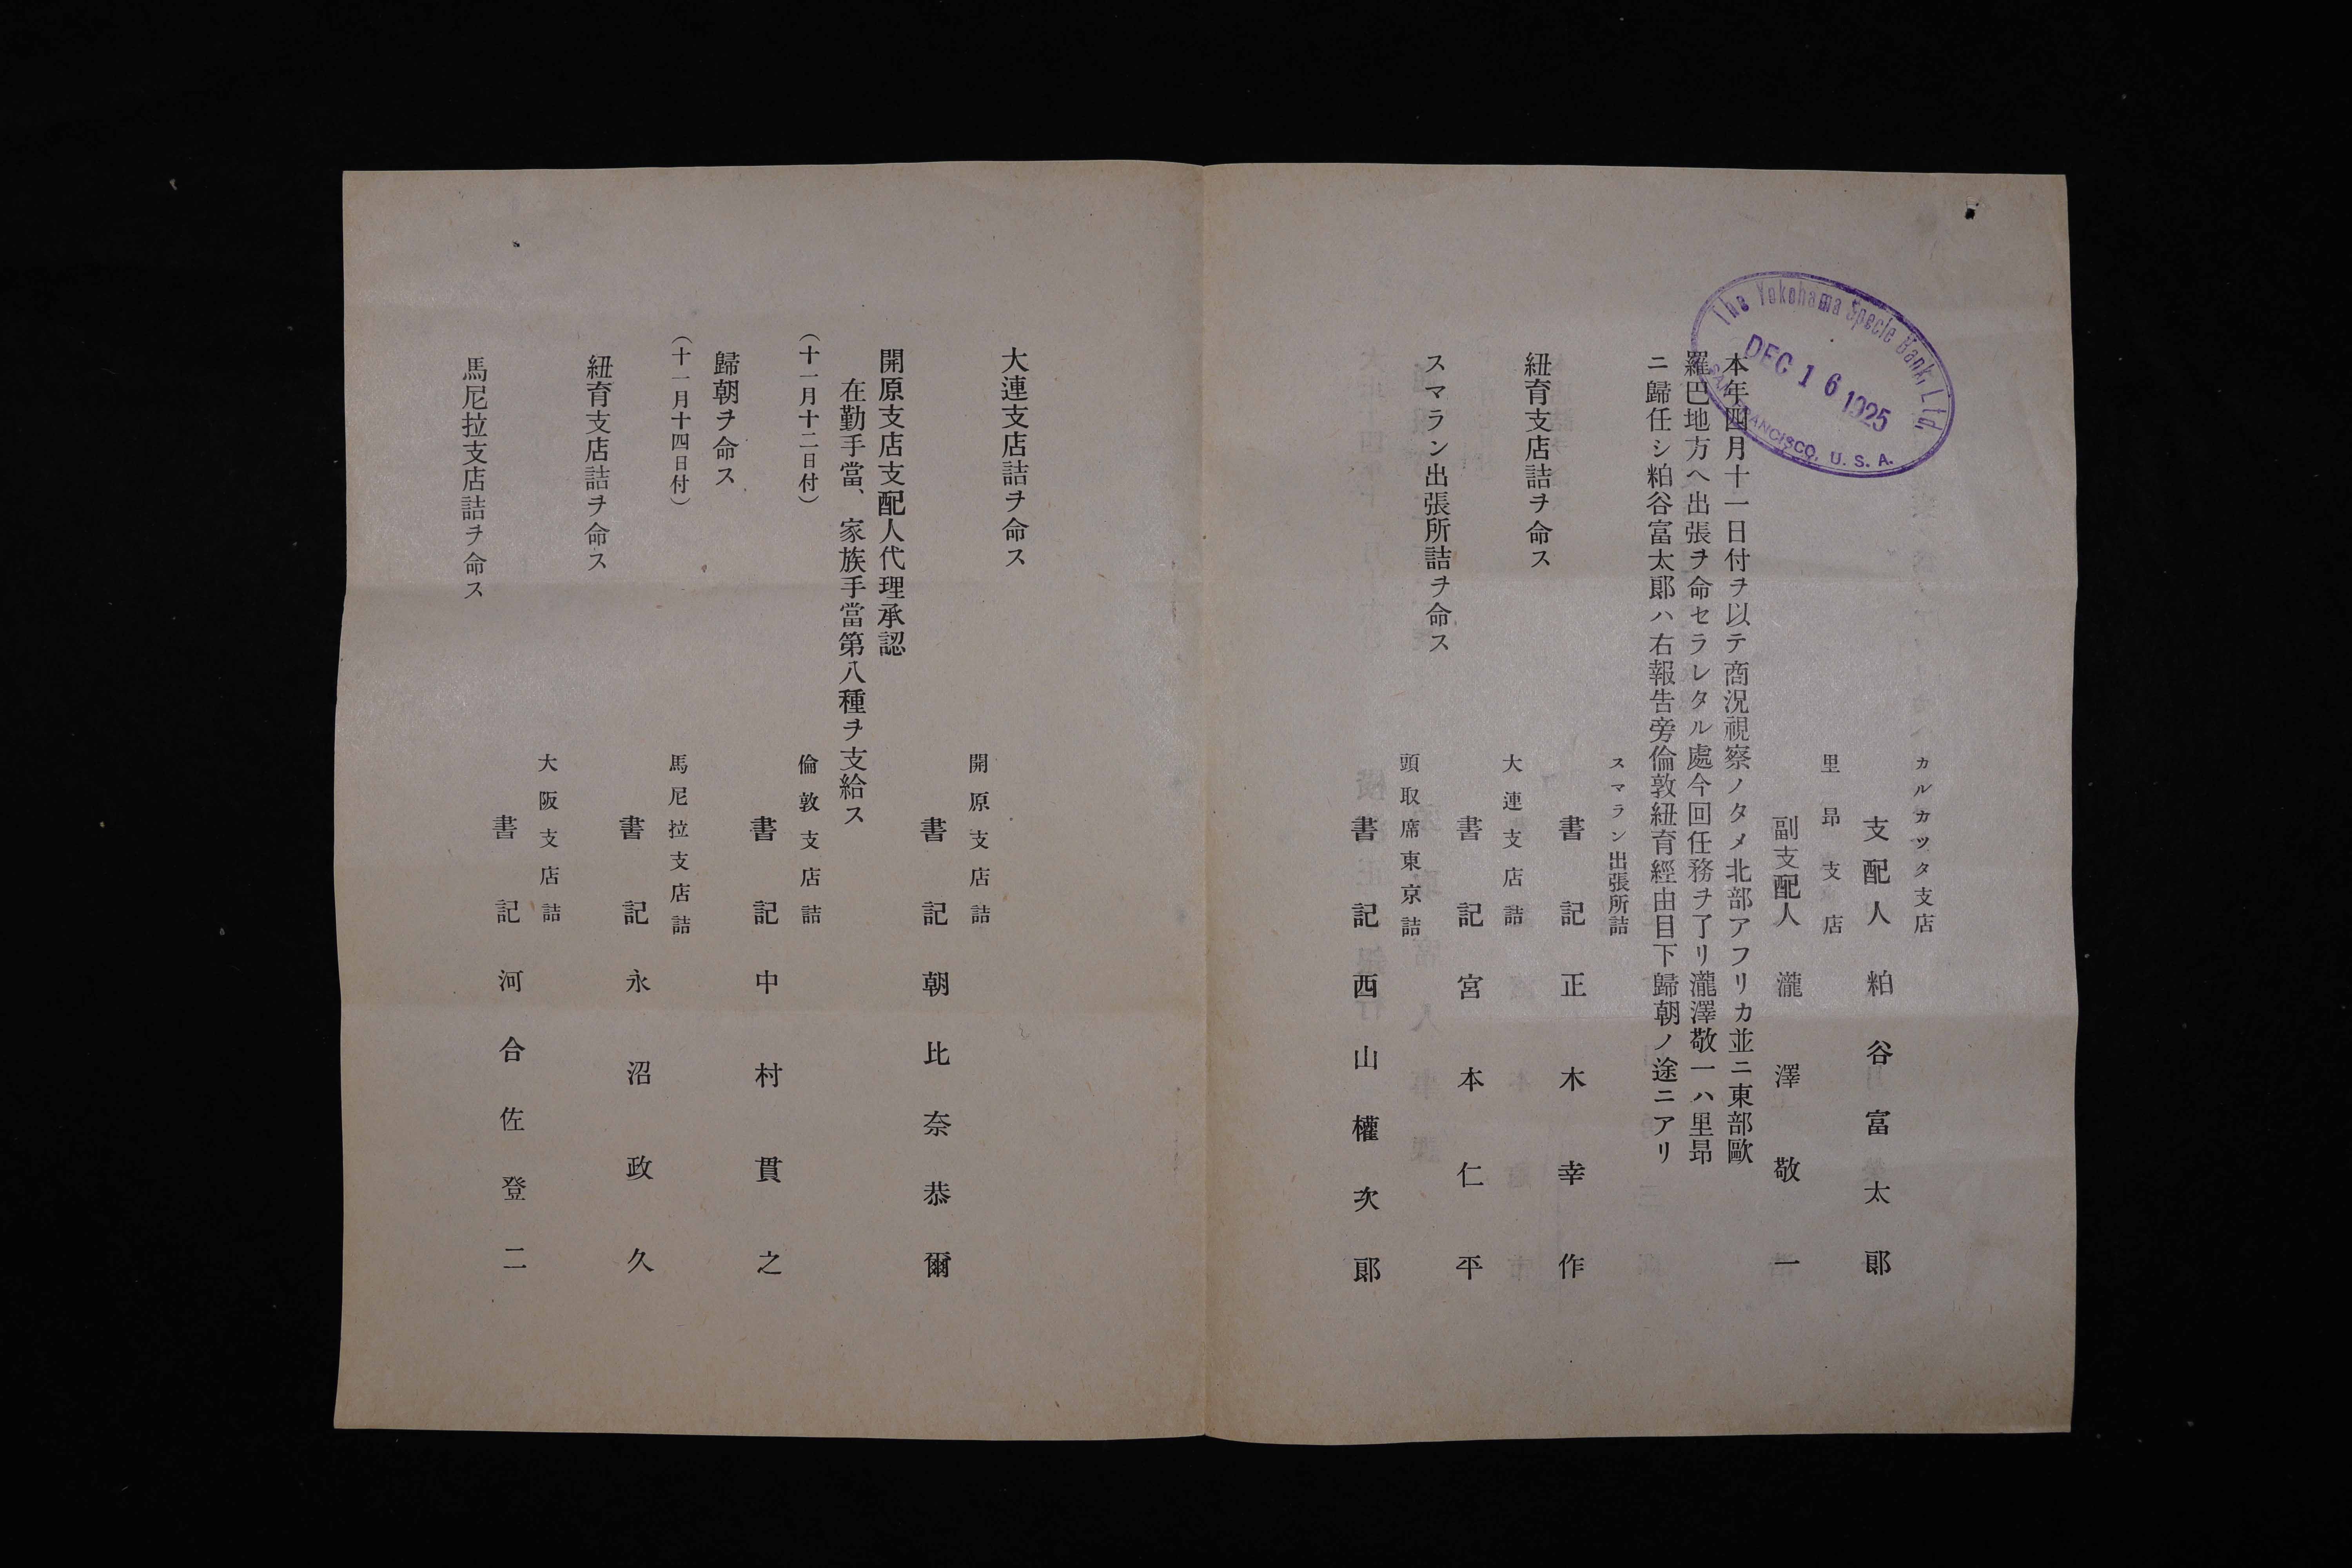 The Yokohama Specie Bank, Ltd.
DEC 16 1925
SAN FRANCISCO, U. S. A.
カルカツタ支店
支配人 粕谷富太郎
里昂支店
副支配人 瀧澤敬一
本年四月十一日付ヲ以テ商況視察ノタメ北部アフリカ並ニ東部歐
羅巴地方ヘ出張ヲ命セラレタル處今回任務ヲ了リ瀧澤敬一ハ里昂
ニ歸任シ粕谷富太郎ハ右報告旁倫敦紐育經由目下歸朝ノ途ニアリ
スマラン出張所詰
書記 正木幸作
紐育支店詰ヲ命ス
大連支店詰
書記 宮本仁平
スマラン出張所詰ヲ命ス
頭取席東京詰
書記 西山權次郎
大連支店詰ヲ命ス
開原支店詰
書記 朝比奈恭爾
開原支店支配人代理承認
在勤手當、家族手當第八種ヲ支給ス
(十一月十二日付)
倫敦支店詰
書記 中村貫之
歸朝ヲ命ス
(十一月十四日付)
馬尼拉支店詰
書記 永沼政久
紐育支店詰ヲ命ス
大阪支店詰
書記 河合佐登二
馬尼拉支店詰ヲ命ス